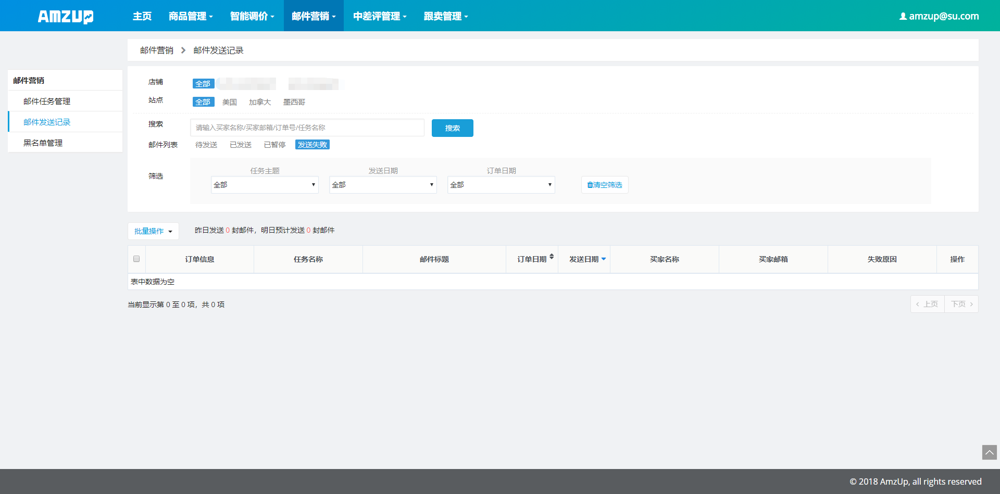 AMZUP 主页 商品管理 智能调价 邮件营销 中差评管理 跟卖管理 amzup@su.com
邮件营销 邮件发送记录
邮件营销
邮件任务管理
邮件发送记录
黑名单管理
店铺 全部
站点 全部 美国 加拿大 墨西哥
搜索 请输入买家名称/买家邮箱/订单号/任务名称 搜索
邮件列表 待发送 已发送 已暂停 发送失败
筛选
任务主题 发送日期 订单日期
全部 全部 全部 清空筛选
批量操作 昨日发送 0 封邮件，明日预计发送 0 封邮件
订单信息 任务名称 邮件标题 订单日期 发送日期 买家名称 买家邮箱 失败原因 操作
表中数据为空
当前显示第 0 至 0 项，共 0 项 上页 下页
© 2018 AmzUp, all rights reserved